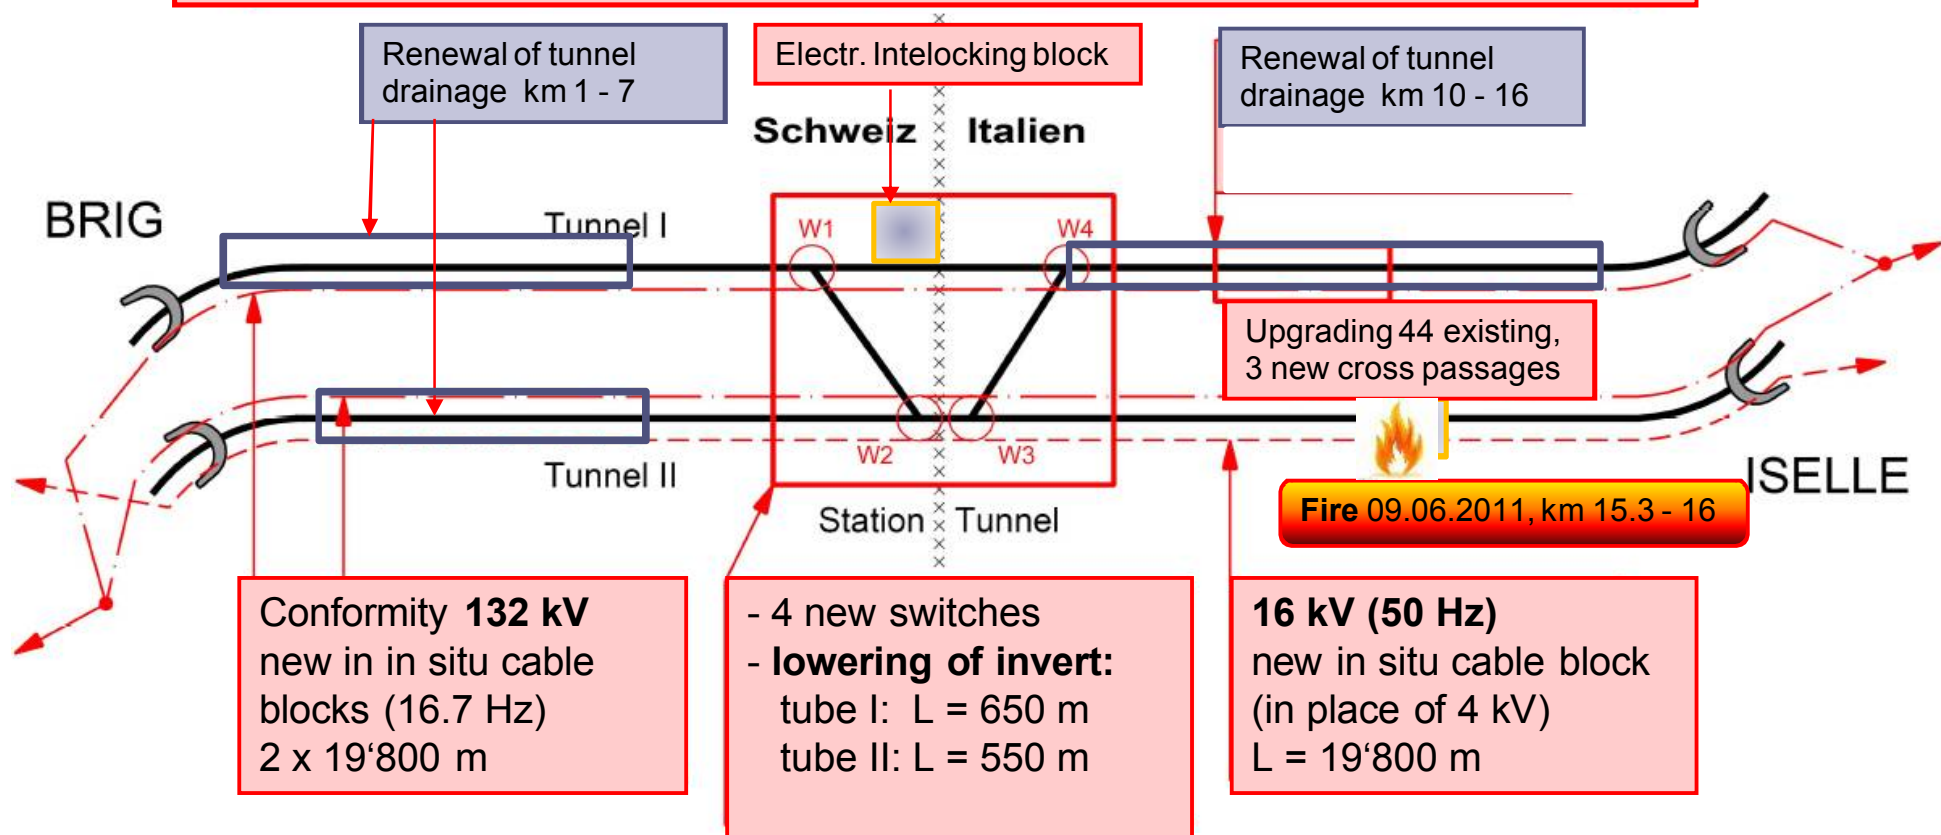 Renewal of tunnel
drainage km 1 - 7
Electr. Intelocking block
Renewal of tunnel
drainage km 10 - 16
Schweiz
Italien
BRIG
Tunnel I
W1
W4
Upgrading 44 existing,
3 new cross passages
W2
W3
Tunnel II
ISELLE
Station
Tunnel
Fire 09.06.2011, km 15.3 - 16
Conformity 132 kV
new in in situ cable
blocks (16.7 Hz)
2 x 19‘800 m
- 4 new switches
- lowering of invert:
tube I: L = 650 m
tube II: L = 550 m
16 kV (50 Hz)
new in situ cable block
(in place of 4 kV)
L = 19‘800 m